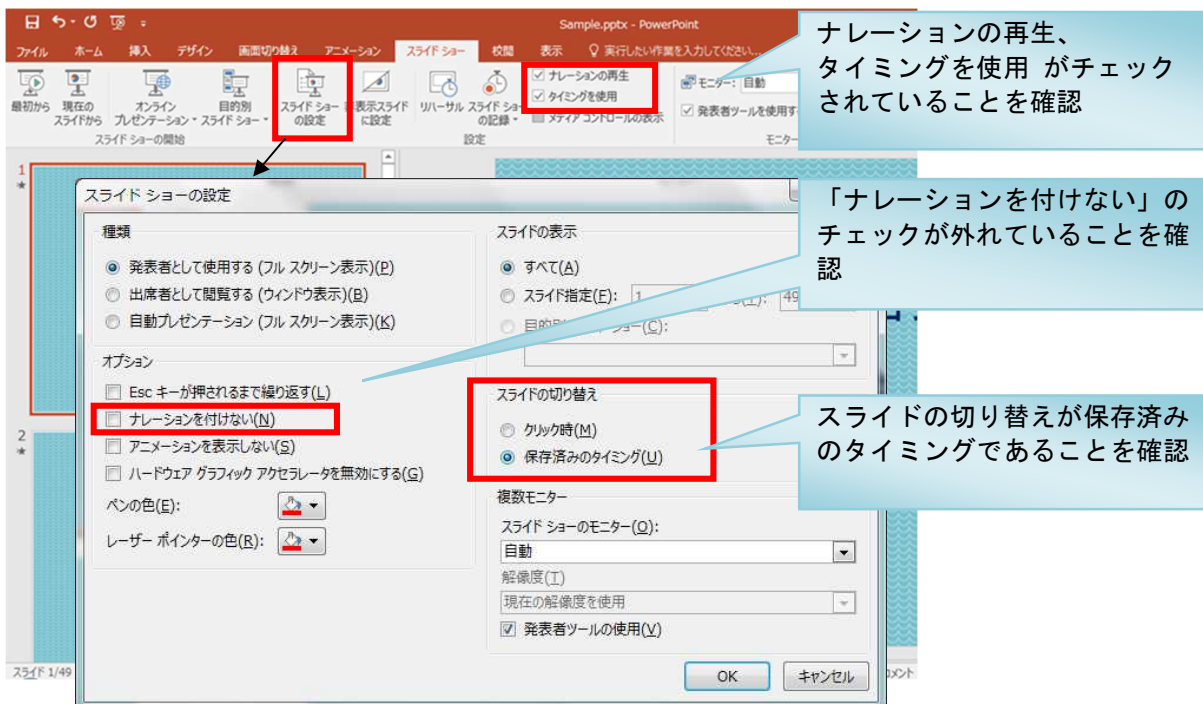 Sample.pptx - PowerPoint
ファイル ホーム 挿入 デザイン 画面切り替え アニメーション スライド ショー 校閲 表示 実行したい作業を入力してください...
最初から
現在の
スライドから
オンライン
プレゼンテーション
目的別
スライド ショー
スライド ショー
の設定
非表示スライド
に設定
リハーサル
スライド ショー
の記録
ナレーションの再生
タイミングを使用
メディア コントロールの表示
モニター: 自動
発表者ツールを使用す
スライド ショーの開始
設定
モニター
ナレーションの再生、
タイミングを使用 がチェック
されていることを確認
1
2
スライド ショーの設定
種類
発表者として使用する (フル スクリーン表示)(P)
出席者として閲覧する (ウィンドウ表示)(B)
自動プレゼンテーション (フル スクリーン表示)(K)
オプション
Esc キーが押されるまで繰り返す(L)
ナレーションを付けない(N)
アニメーションを表示しない(S)
ハードウェア グラフィック アクセラレータを無効にする(G)
ペンの色(E):
レーザー ポインターの色(R):
スライドの表示
すべて(A)
スライド指定(F): 1 49
(C):
スライドの切り替え
クリック時(M)
保存済みのタイミング(U)
複数モニター
スライド ショーのモニター(O):
自動
解像度(T)
現在の解像度を使用
発表者ツールの使用(V)
OK キャンセル
「ナレーションを付けない」の
チェックが外れていることを確
認
スライドの切り替えが保存済み
のタイミングであることを確認
スライド 1/49
コメント